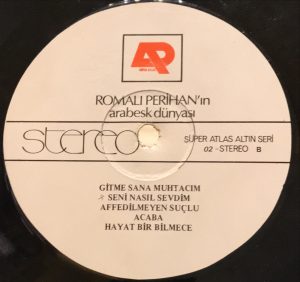 AP
ROMALI PERİHAN'ın
arabesk dünyası
stereo
SÜPER ATLAS ALTIN SERİ
02 - STEREO B
GİTME SANA MUHTACIM
SENİ NASIL SEVDİM
AFFEDİLMEYEN SUÇLU
ACABA
HAYAT BİR BİLMECE